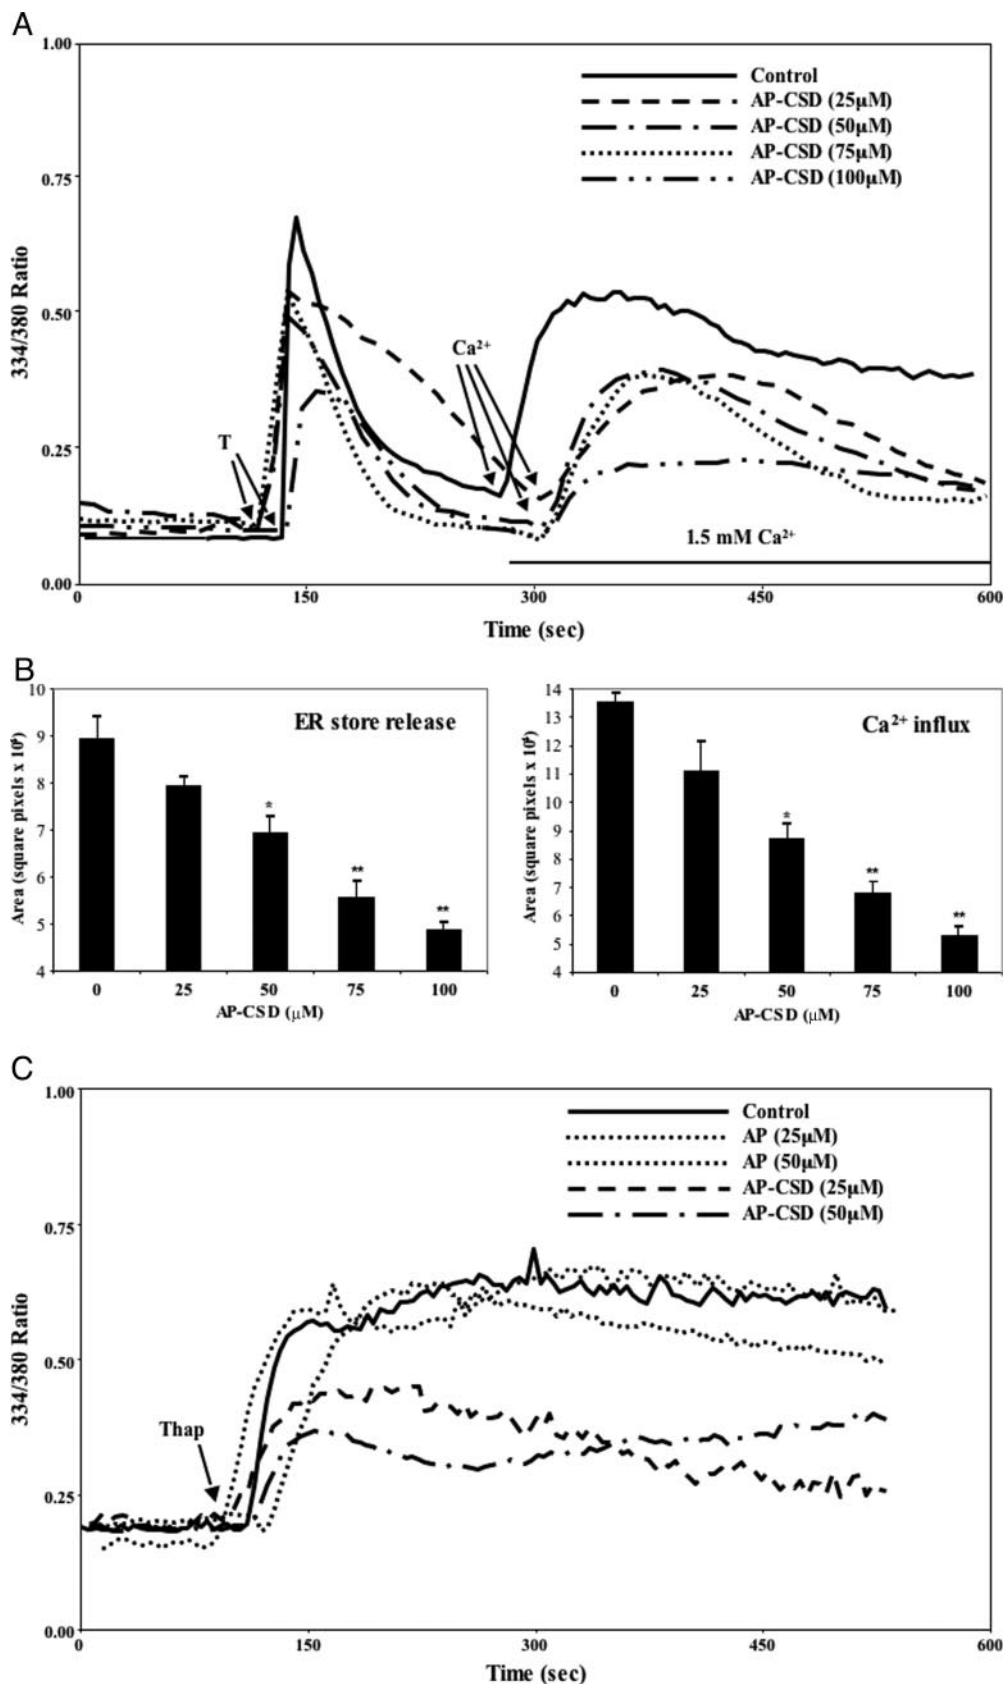 A
1.00
0.75
0.50
0.25
0.00
334/380 Ratio
Control
AP-CSD (25μM)
AP-CSD (50μM)
AP-CSD (75μM)
AP-CSD (100μM)
T
Ca²⁺
1.5 mM Ca²⁺
0
150
300
450
600
Time (sec)
B
10
9
8
7
6
5
4
Area (square pixels x 10⁴)
ER store release
*
**
**
0
25
50
75
100
AP-CSD (μM)
14
13
12
11
10
9
8
7
6
5
4
Area (square pixels x 10⁴)
Ca²⁺ influx
*
**
**
0
25
50
75
100
AP-CSD (μM)
C
1.00
0.75
0.50
0.25
0.00
334/380 Ratio
Control
AP (25μM)
AP (50μM)
AP-CSD (25μM)
AP-CSD (50μM)
Thap
0
150
300
450
600
Time (sec)